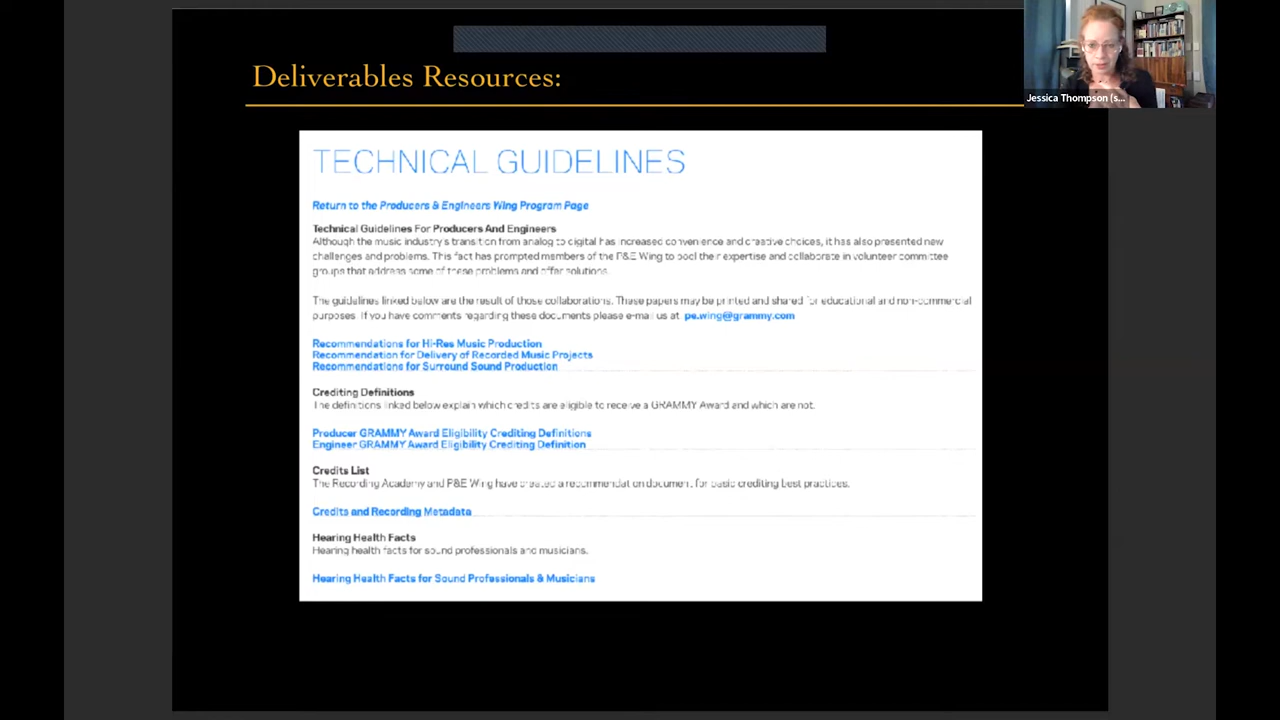 Deliverables Resources:
Jessica Thompson (s...
TECHNICAL GUIDELINES
Return to the Producers & Engineers Wing Program Page
Technical Guidelines For Producers And Engineers
Although the music industry's transition from analog to digital has increased convenience and creative choices, it has also presented new
challenges and problems. This fact has prompted members of the P&E Wing to pool their expertise and collaborate in volunteer committee
groups that address some of these problems and offer solutions.
The guidelines linked below are the result of those collaborations. These papers may be printed and shared for educational and non-commercial
purposes. If you have comments regarding these documents please e-mail us at pe.wing@grammy.com
Recommendations for Hi-Res Music Production
Recommendation for Delivery of Recorded Music Projects
Recommendations for Surround Sound Production
Crediting Definitions
The definitions linked below explain which credits are eligible to receive a GRAMMY Award and which are not.
Producer GRAMMY Award Eligibility Crediting Definitions
Engineer GRAMMY Award Eligibility Crediting Definition
Credits List
The Recording Academy and P&E Wing have created a recommendation document for basic crediting best practices.
Credits and Recording Metadata
Hearing Health Facts
Hearing health facts for sound professionals and musicians.
Hearing Health Facts for Sound Professionals & Musicians